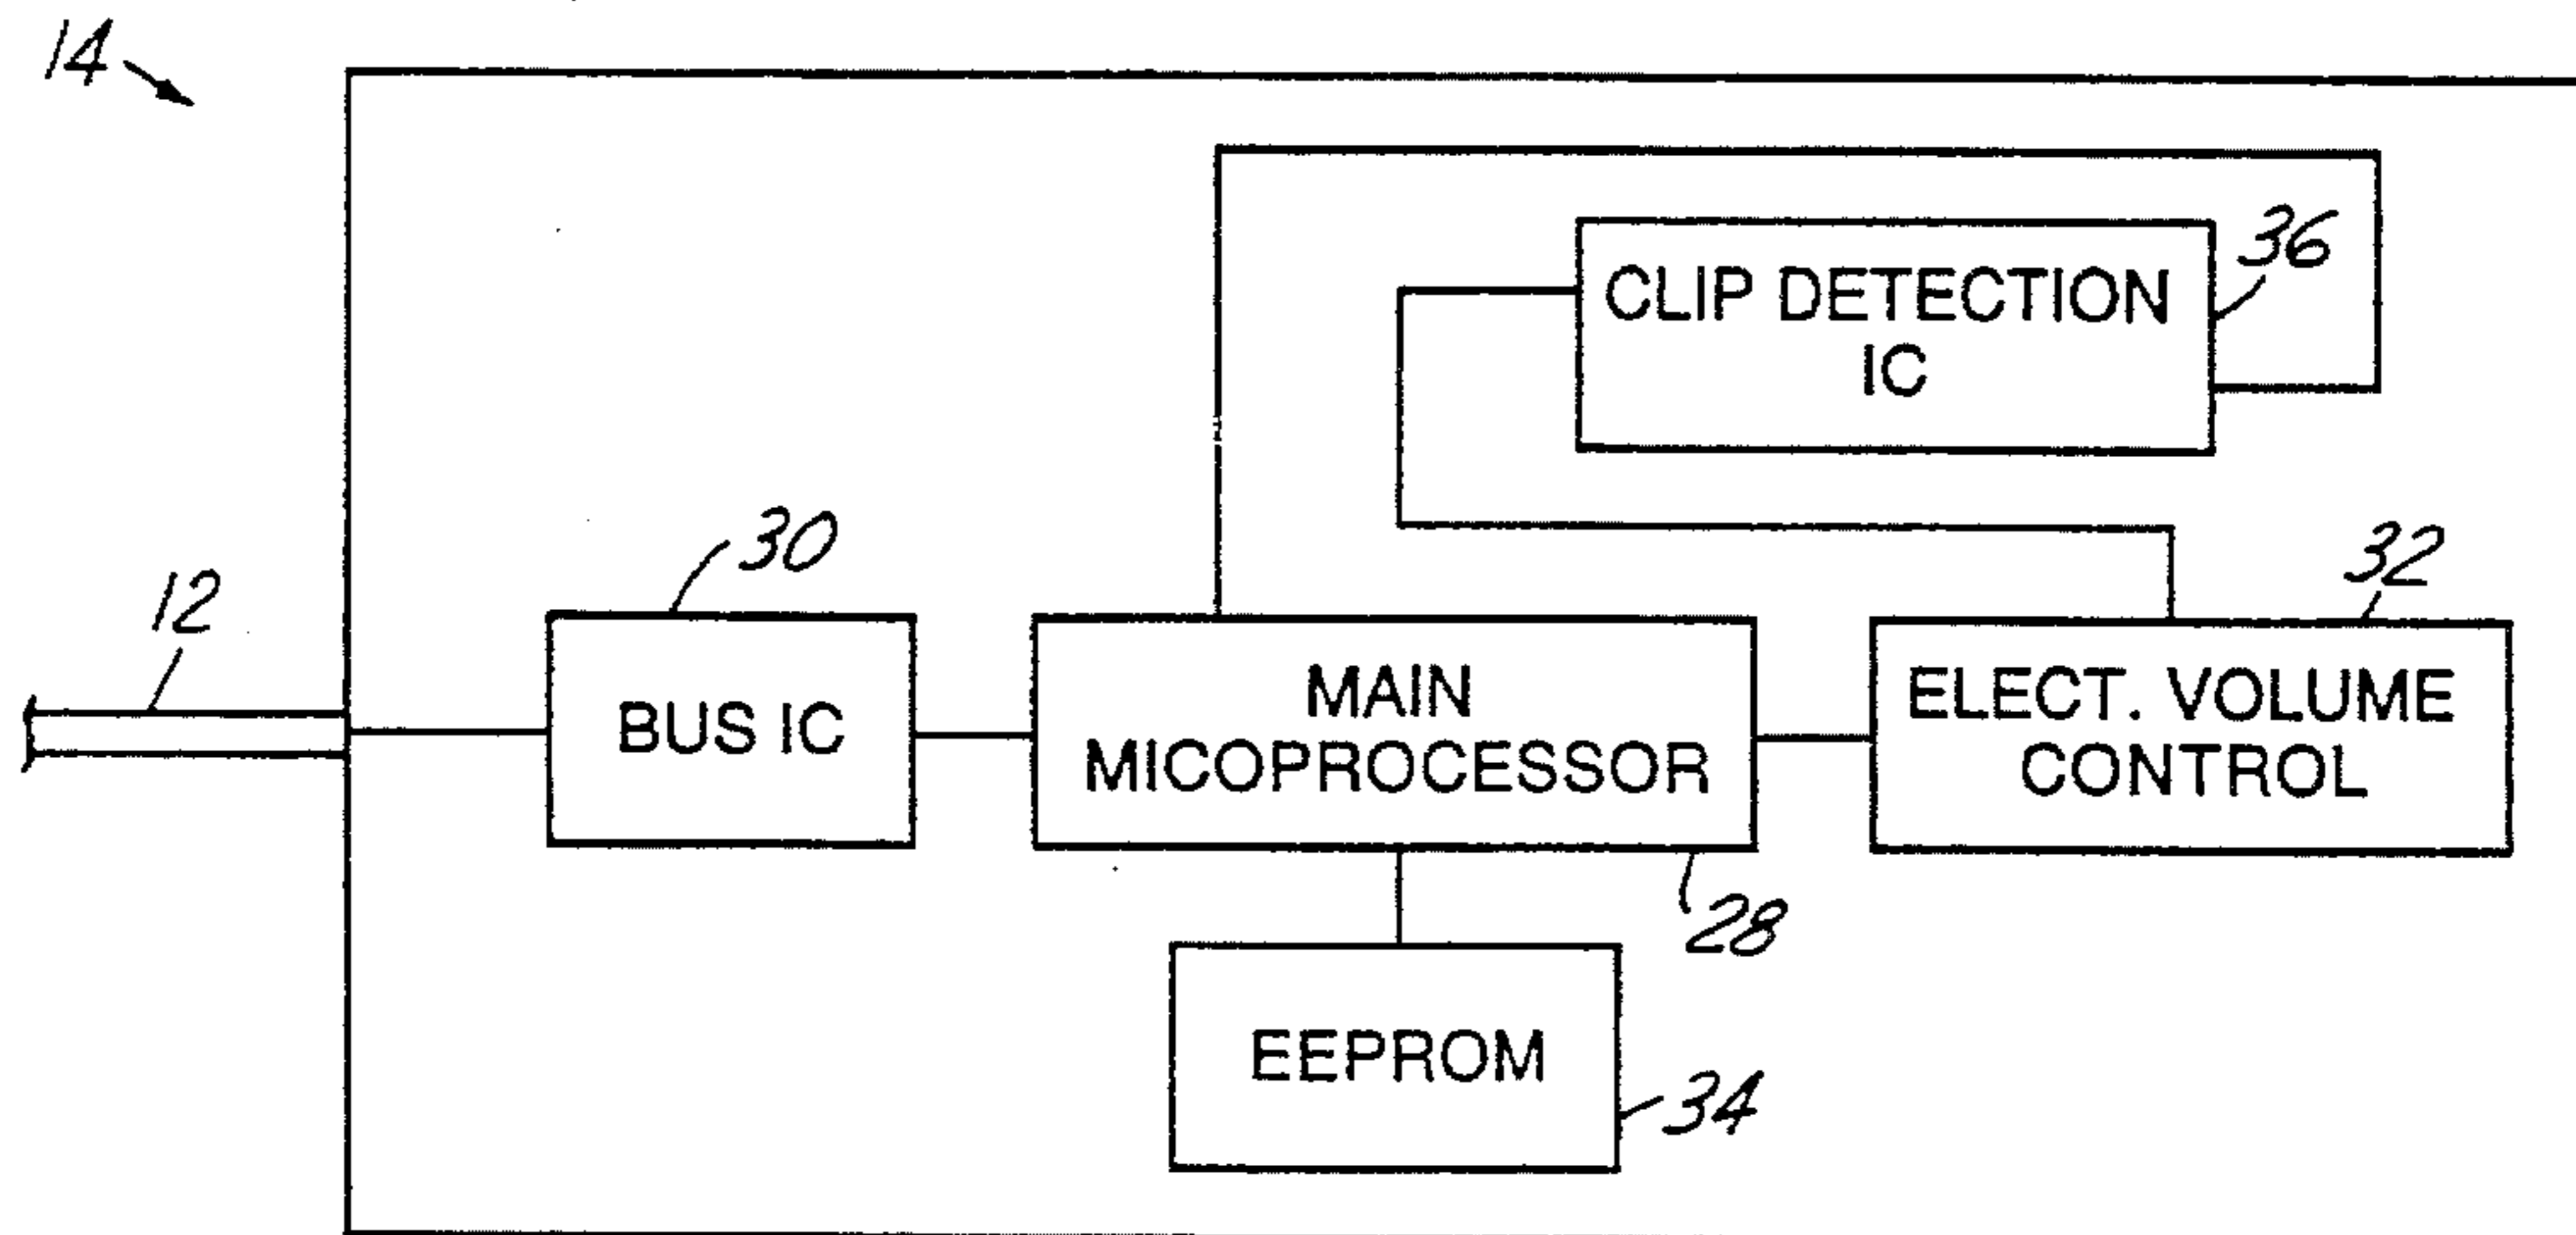 14
CLIP DETECTION
IC
36
12
30
32
BUS IC
MAIN
MICOPROCESSOR
ELECT. VOLUME
CONTROL
28
EEPROM
34